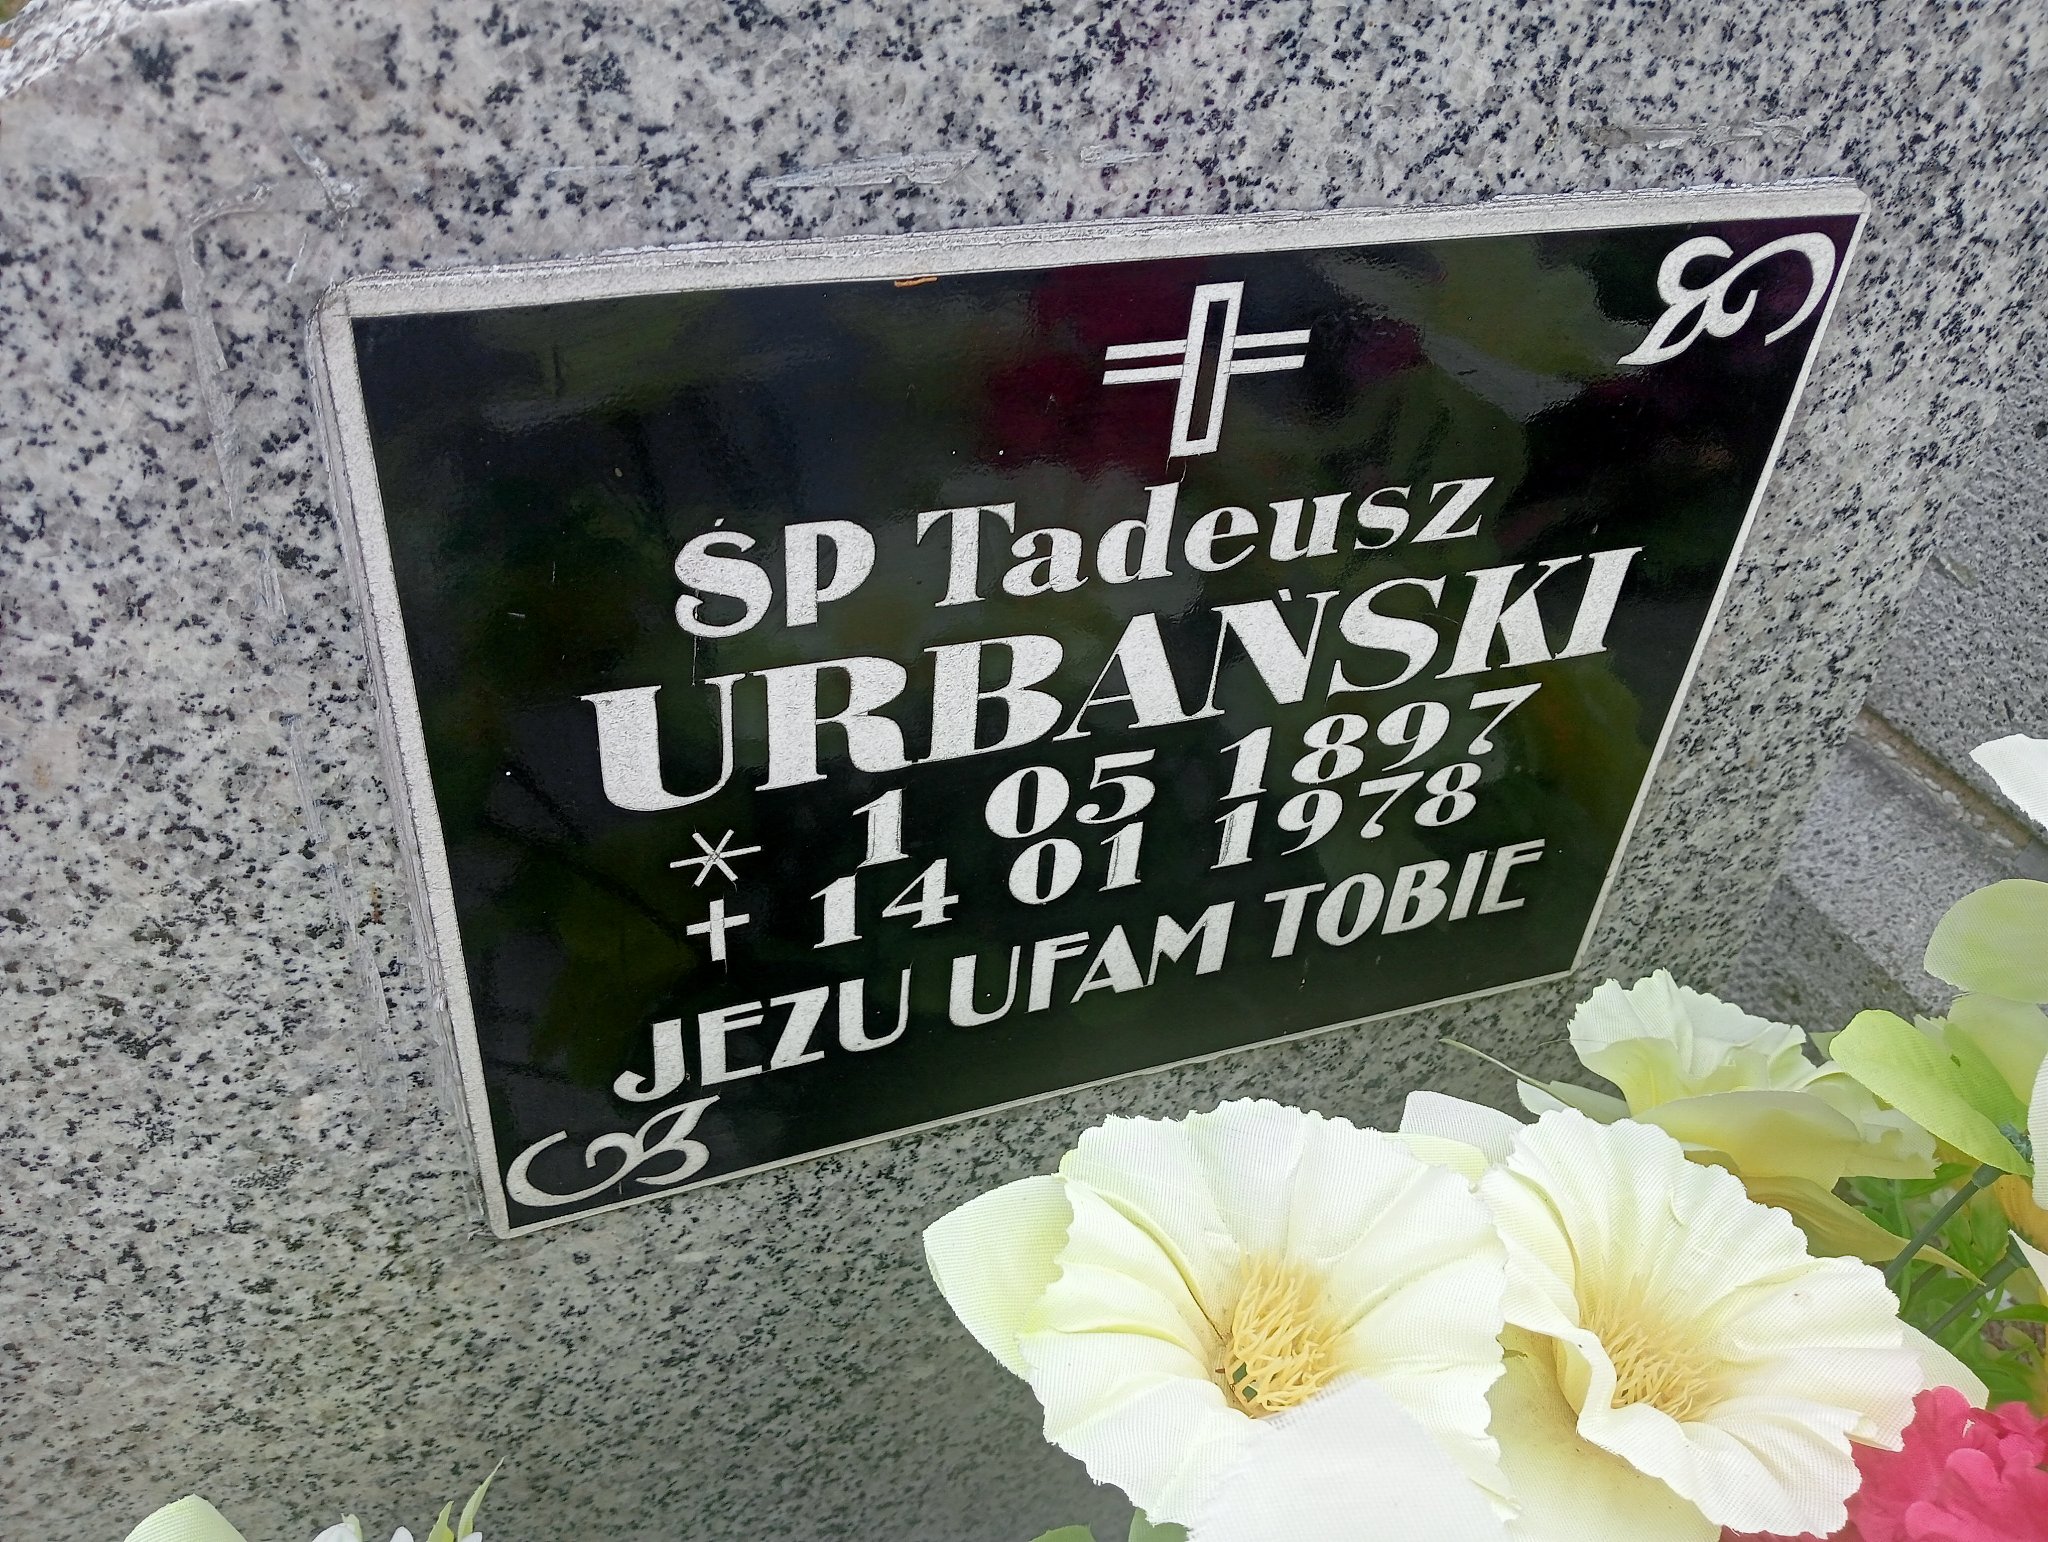 ŚP Tadeusz
URBAŃSKI
* 1 05 1897
+ 14 01 1978
JEZU UFAM TOBIE